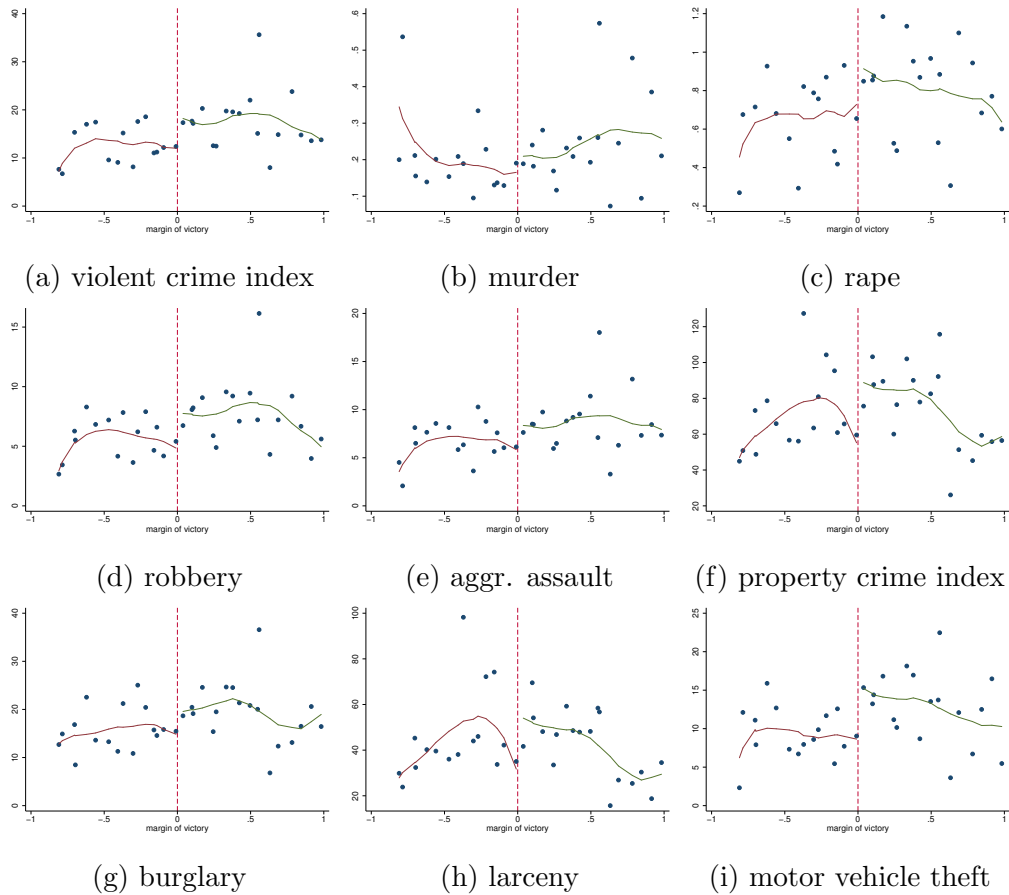 40
30
20
10
0
−1 −.5 0 .5 1
margin of victory
(a) violent crime index
.6
.5
.4
.3
.2
.1
−1 −.5 0 .5 1
margin of victory
(b) murder
1.2
1
.8
.6
.4
.2
−1 −.5 0 .5 1
margin of victory
(c) rape
15
10
5
0
−1 −.5 0 .5 1
margin of victory
(d) robbery
20
15
10
5
0
−1 −.5 0 .5 1
margin of victory
(e) aggr. assault
120
100
80
60
40
20
−1 −.5 0 .5 1
margin of victory
(f) property crime index
40
30
20
10
0
−1 −.5 0 .5 1
margin of victory
(g) burglary
100
80
60
40
20
−1 −.5 0 .5 1
margin of victory
(h) larceny
25
20
15
10
5
0
−1 −.5 0 .5 1
margin of victory
(i) motor vehicle theft